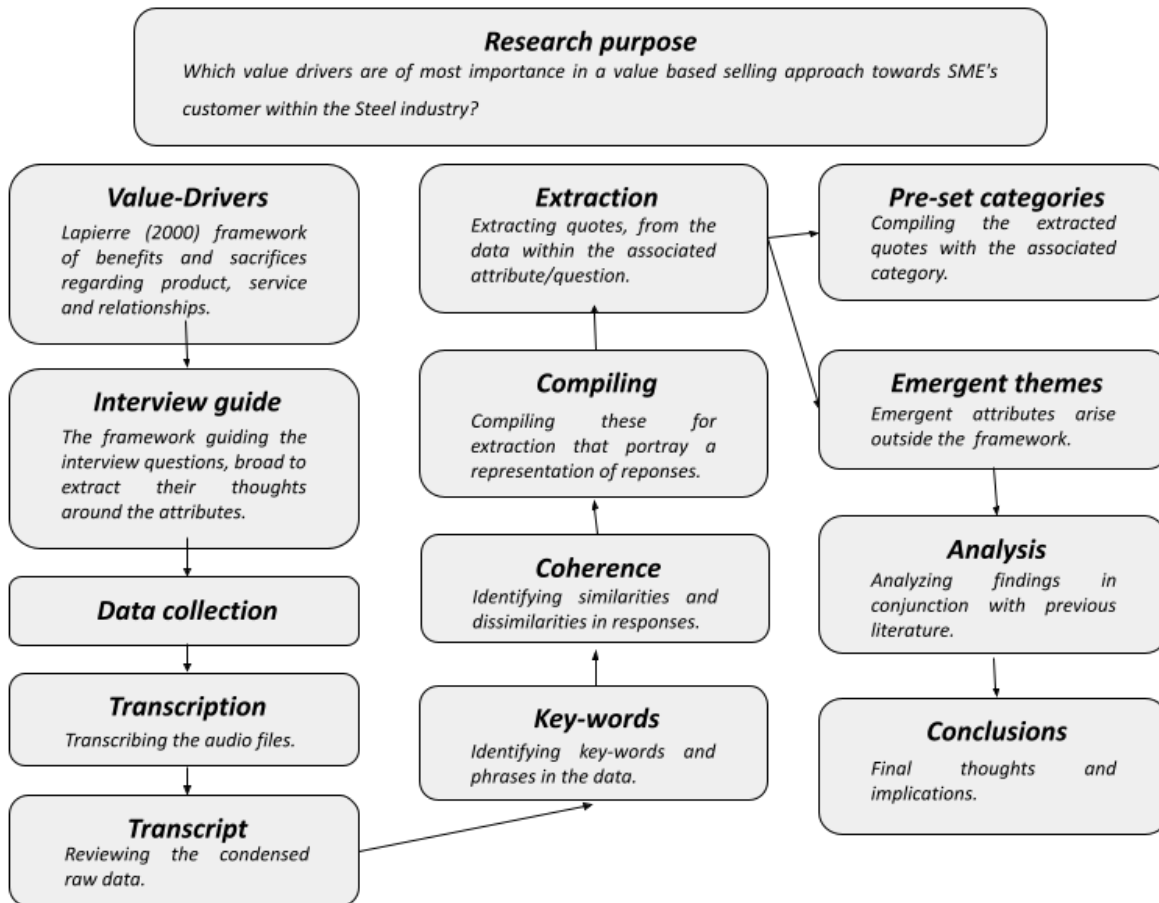 Research purpose
Which value drivers are of most importance in a value based selling approach towards SME's
customer within the Steel industry?
Value-Drivers
Lapierre (2000) framework
of benefits and sacrifices
regarding product, service
and relationships.
Interview guide
The framework guiding the
interview questions, broad to
extract their thoughts
around the attributes.
Data collection
Transcription
Transcribing the audio files.
Transcript
Reviewing the condensed
raw data.
Key-words
Identifying key-words and
phrases in the data.
Coherence
Identifying similarities and
dissimilarities in responses.
Compiling
Compiling these for
extraction that portray a
representation of reponses.
Extraction
Extracting quotes, from the
data within the associated
attribute/question.
Pre-set categories
Compiling the extracted
quotes with the associated
category.
Emergent themes
Emergent attributes arise
outside the framework.
Analysis
Analyzing findings in
conjunction with previous
literature.
Conclusions
Final thoughts and
implications.